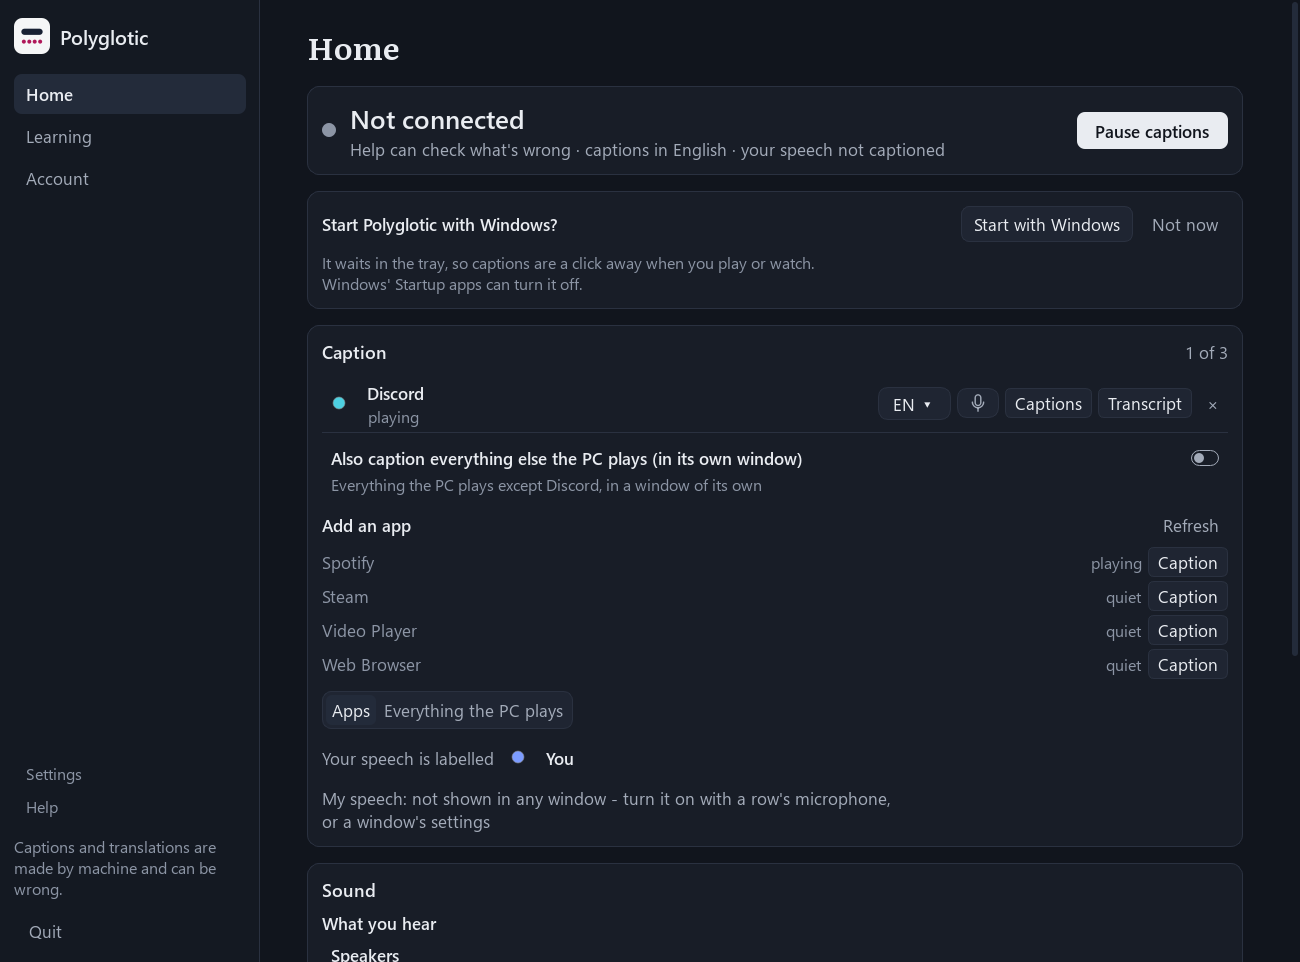 Polyglotic
Home
Learning
Account
Settings
Help
Captions and translations are
made by machine and can be
wrong.
Quit
Home
Not connected
Help can check what's wrong · captions in English · your speech not captioned
Pause captions
Start Polyglotic with Windows?
Start with Windows
Not now
It waits in the tray, so captions are a click away when you play or watch.
Windows' Startup apps can turn it off.
Caption
1 of 3
Discord
playing
EN
Captions
Transcript
Also caption everything else the PC plays (in its own window)
Everything the PC plays except Discord, in a window of its own
Add an app
Refresh
Spotify
playing
Caption
Steam
quiet
Caption
Video Player
quiet
Caption
Web Browser
quiet
Caption
Apps
Everything the PC plays
Your speech is labelled
You
My speech: not shown in any window - turn it on with a row's microphone,
or a window's settings
Sound
What you hear
Speakers